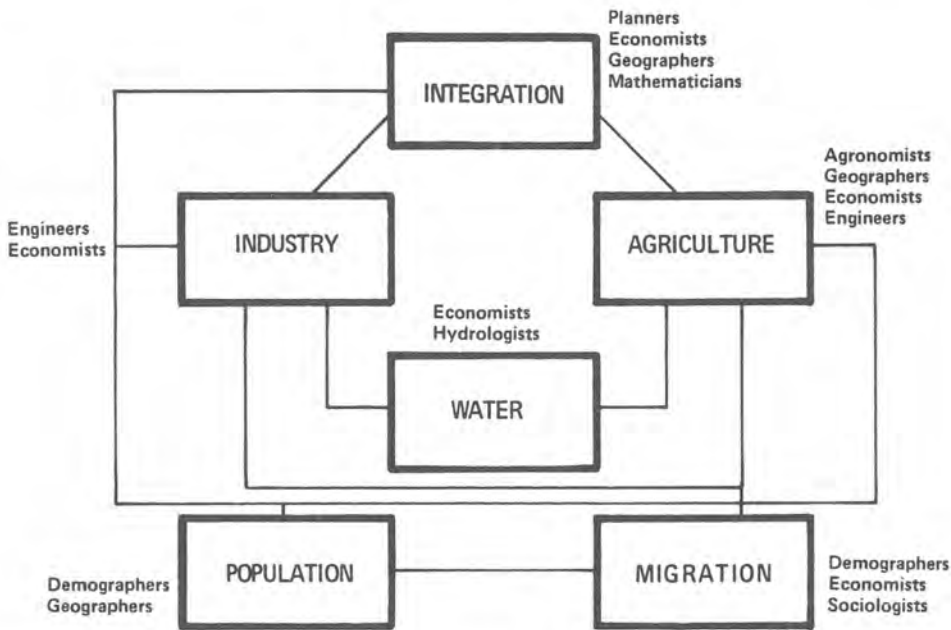 Planners
Economists
Geographers
Mathematicians
INTEGRATION
Agronomists
Geographers
Economists
Engineers
Engineers
Economists
INDUSTRY
AGRICULTURE
Economists
Hydrologists
WATER
POPULATION
MIGRATION
Demographers
Geographers
Demographers
Economists
Sociologists